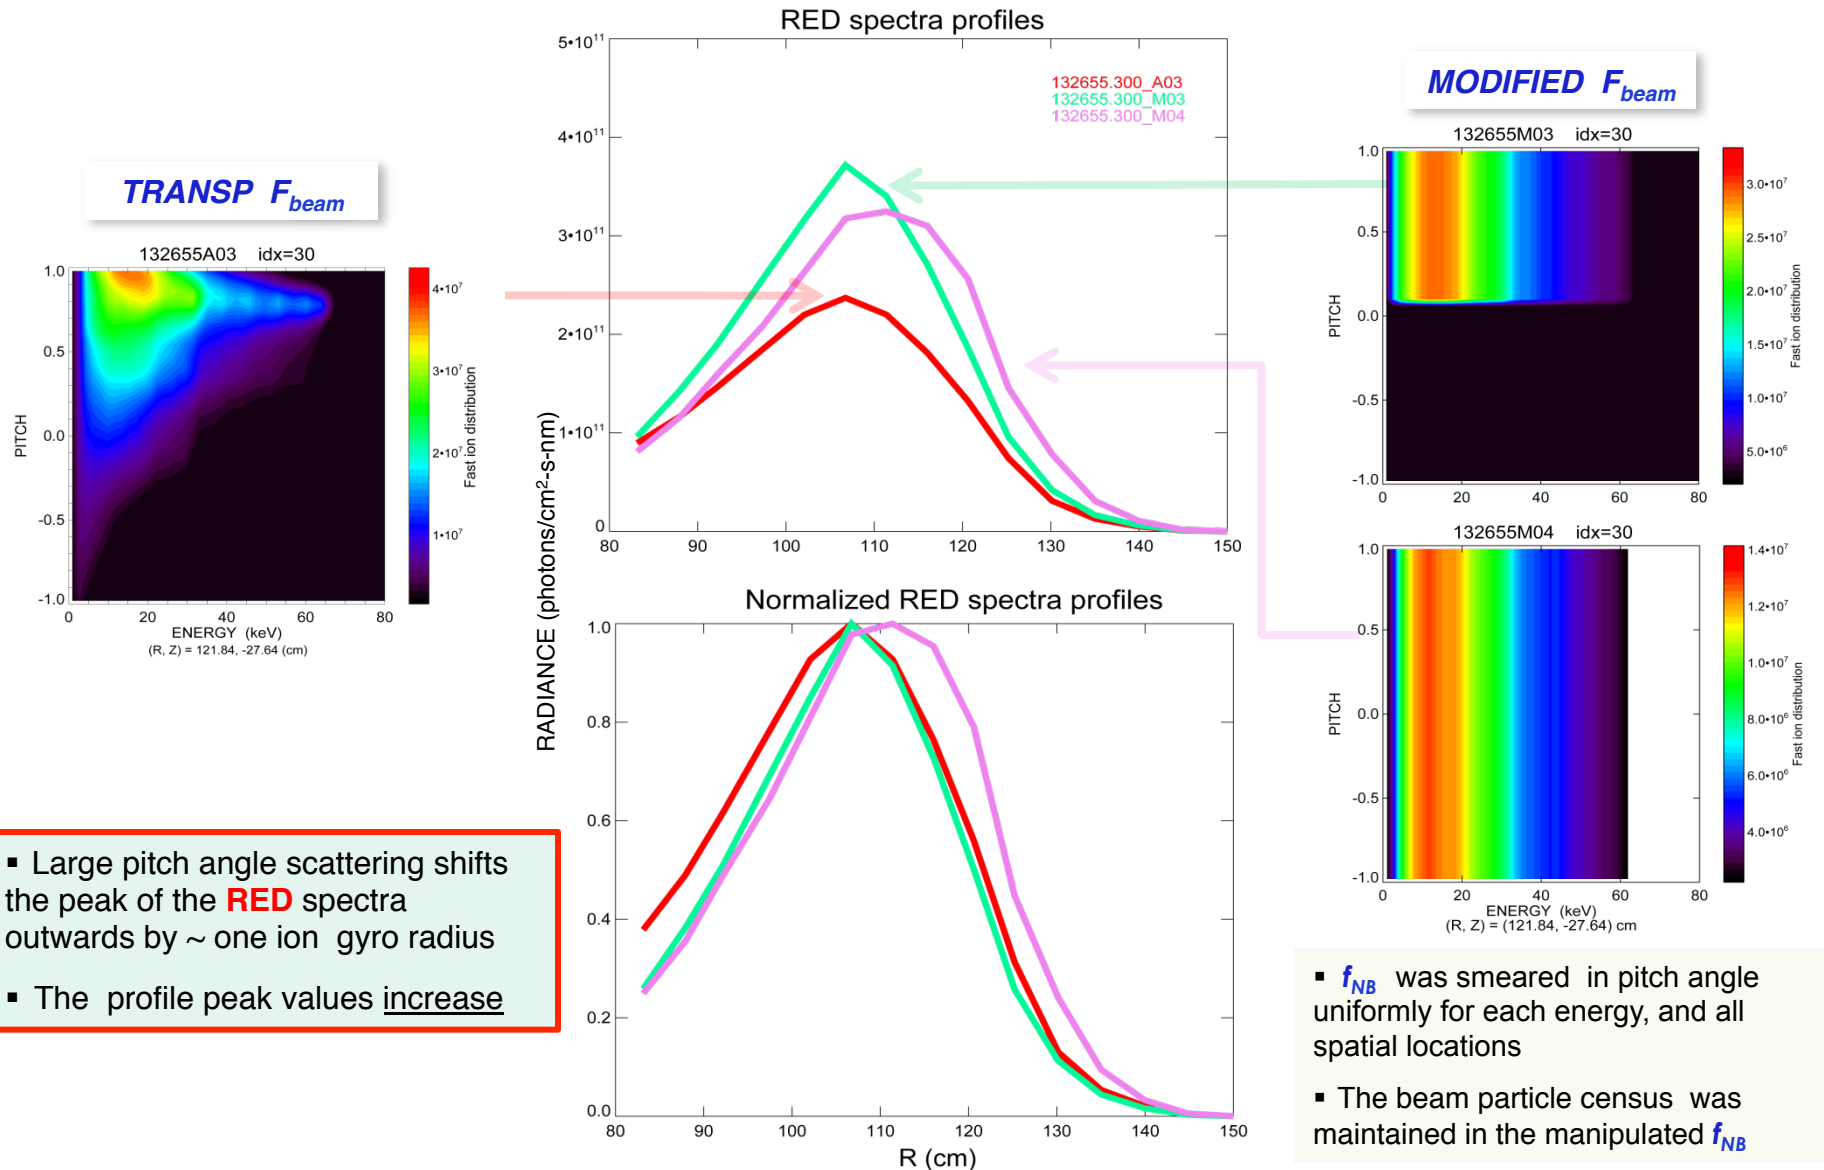 RED spectra profiles
5•10¹¹
4•10¹¹
3•10¹¹
2•10¹¹
1•10¹¹
0
132655.300_A03
132655.300_M03
132655.300_M04
80 90 100 110 120 130 140 150
TRANSP F_beam
132655A03 idx=30
1.0
0.5
0.0
-0.5
-1.0
PITCH
0 20 40 60 80
ENERGY (keV)
(R, Z) = 121.84, -27.64 (cm)
4•10⁷
3•10⁷
2•10⁷
1•10⁷
Fast ion distribution
MODIFIED F_beam
132655M03 idx=30
1.0
0.5
0.0
-0.5
-1.0
PITCH
0 20 40 60 80
3.0•10⁷
2.5•10⁷
2.0•10⁷
1.5•10⁷
1.0•10⁷
5.0•10⁶
Fast ion distribution
132655M04 idx=30
1.0
0.5
0.0
-0.5
-1.0
PITCH
0 20 40 60 80
ENERGY (keV)
(R, Z) = (121.84, -27.64) cm
1.4•10⁷
1.2•10⁷
1.0•10⁷
8.0•10⁶
6.0•10⁶
4.0•10⁶
Fast ion distribution
RADIANCE (photons/cm²-s-nm)
Normalized RED spectra profiles
1.0
0.8
0.6
0.4
0.2
0.0
80 90 100 110 120 130 140 150
R (cm)
▪ Large pitch angle scattering shifts
the peak of the RED spectra
outwards by ~ one ion gyro radius
▪ The profile peak values increase
▪ f_NB was smeared in pitch angle
uniformly for each energy, and all
spatial locations
▪ The beam particle census was
maintained in the manipulated f_NB